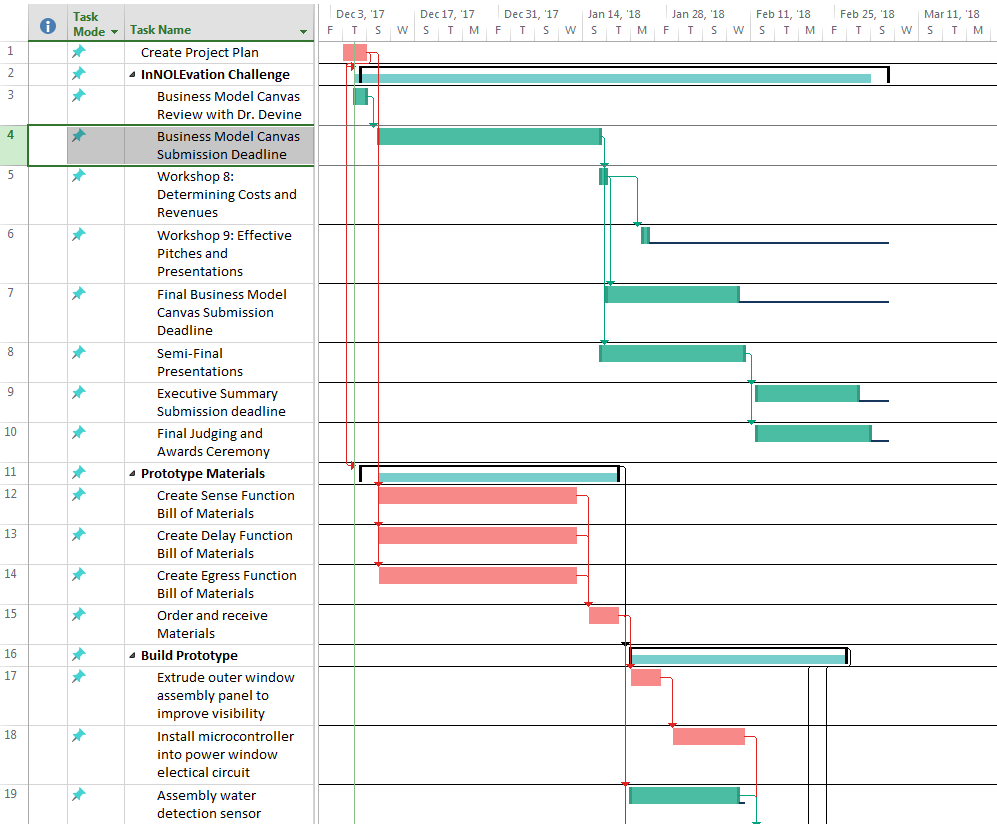 Dec 3, '17 Dec 17, '17 Dec 31, '17 Jan 14, '18 Jan 28, '18 Feb 11, '18 Feb 25, '18 Mar 11, '18
Task
Mode Task Name
F T S W S T M F T S W S T M F T S W S T M F T S W S T M
1 Create Project Plan
2 InNOLEvation Challenge
3 Business Model Canvas
Review with Dr. Devine
4 Business Model Canvas
Submission Deadline
5 Workshop 8:
Determining Costs and
Revenues
6 Workshop 9: Effective
Pitches and
Presentations
7 Final Business Model
Canvas Submission
Deadline
8 Semi-Final
Presentations
9 Executive Summary
Submission deadline
10 Final Judging and
Awards Ceremony
11 Prototype Materials
12 Create Sense Function
Bill of Materials
13 Create Delay Function
Bill of Materials
14 Create Egress Function
Bill of Materials
15 Order and receive
Materials
16 Build Prototype
17 Extrude outer window
assembly panel to
improve visibility
18 Install microcontroller
into power window
electical circuit
19 Assembly water
detection sensor